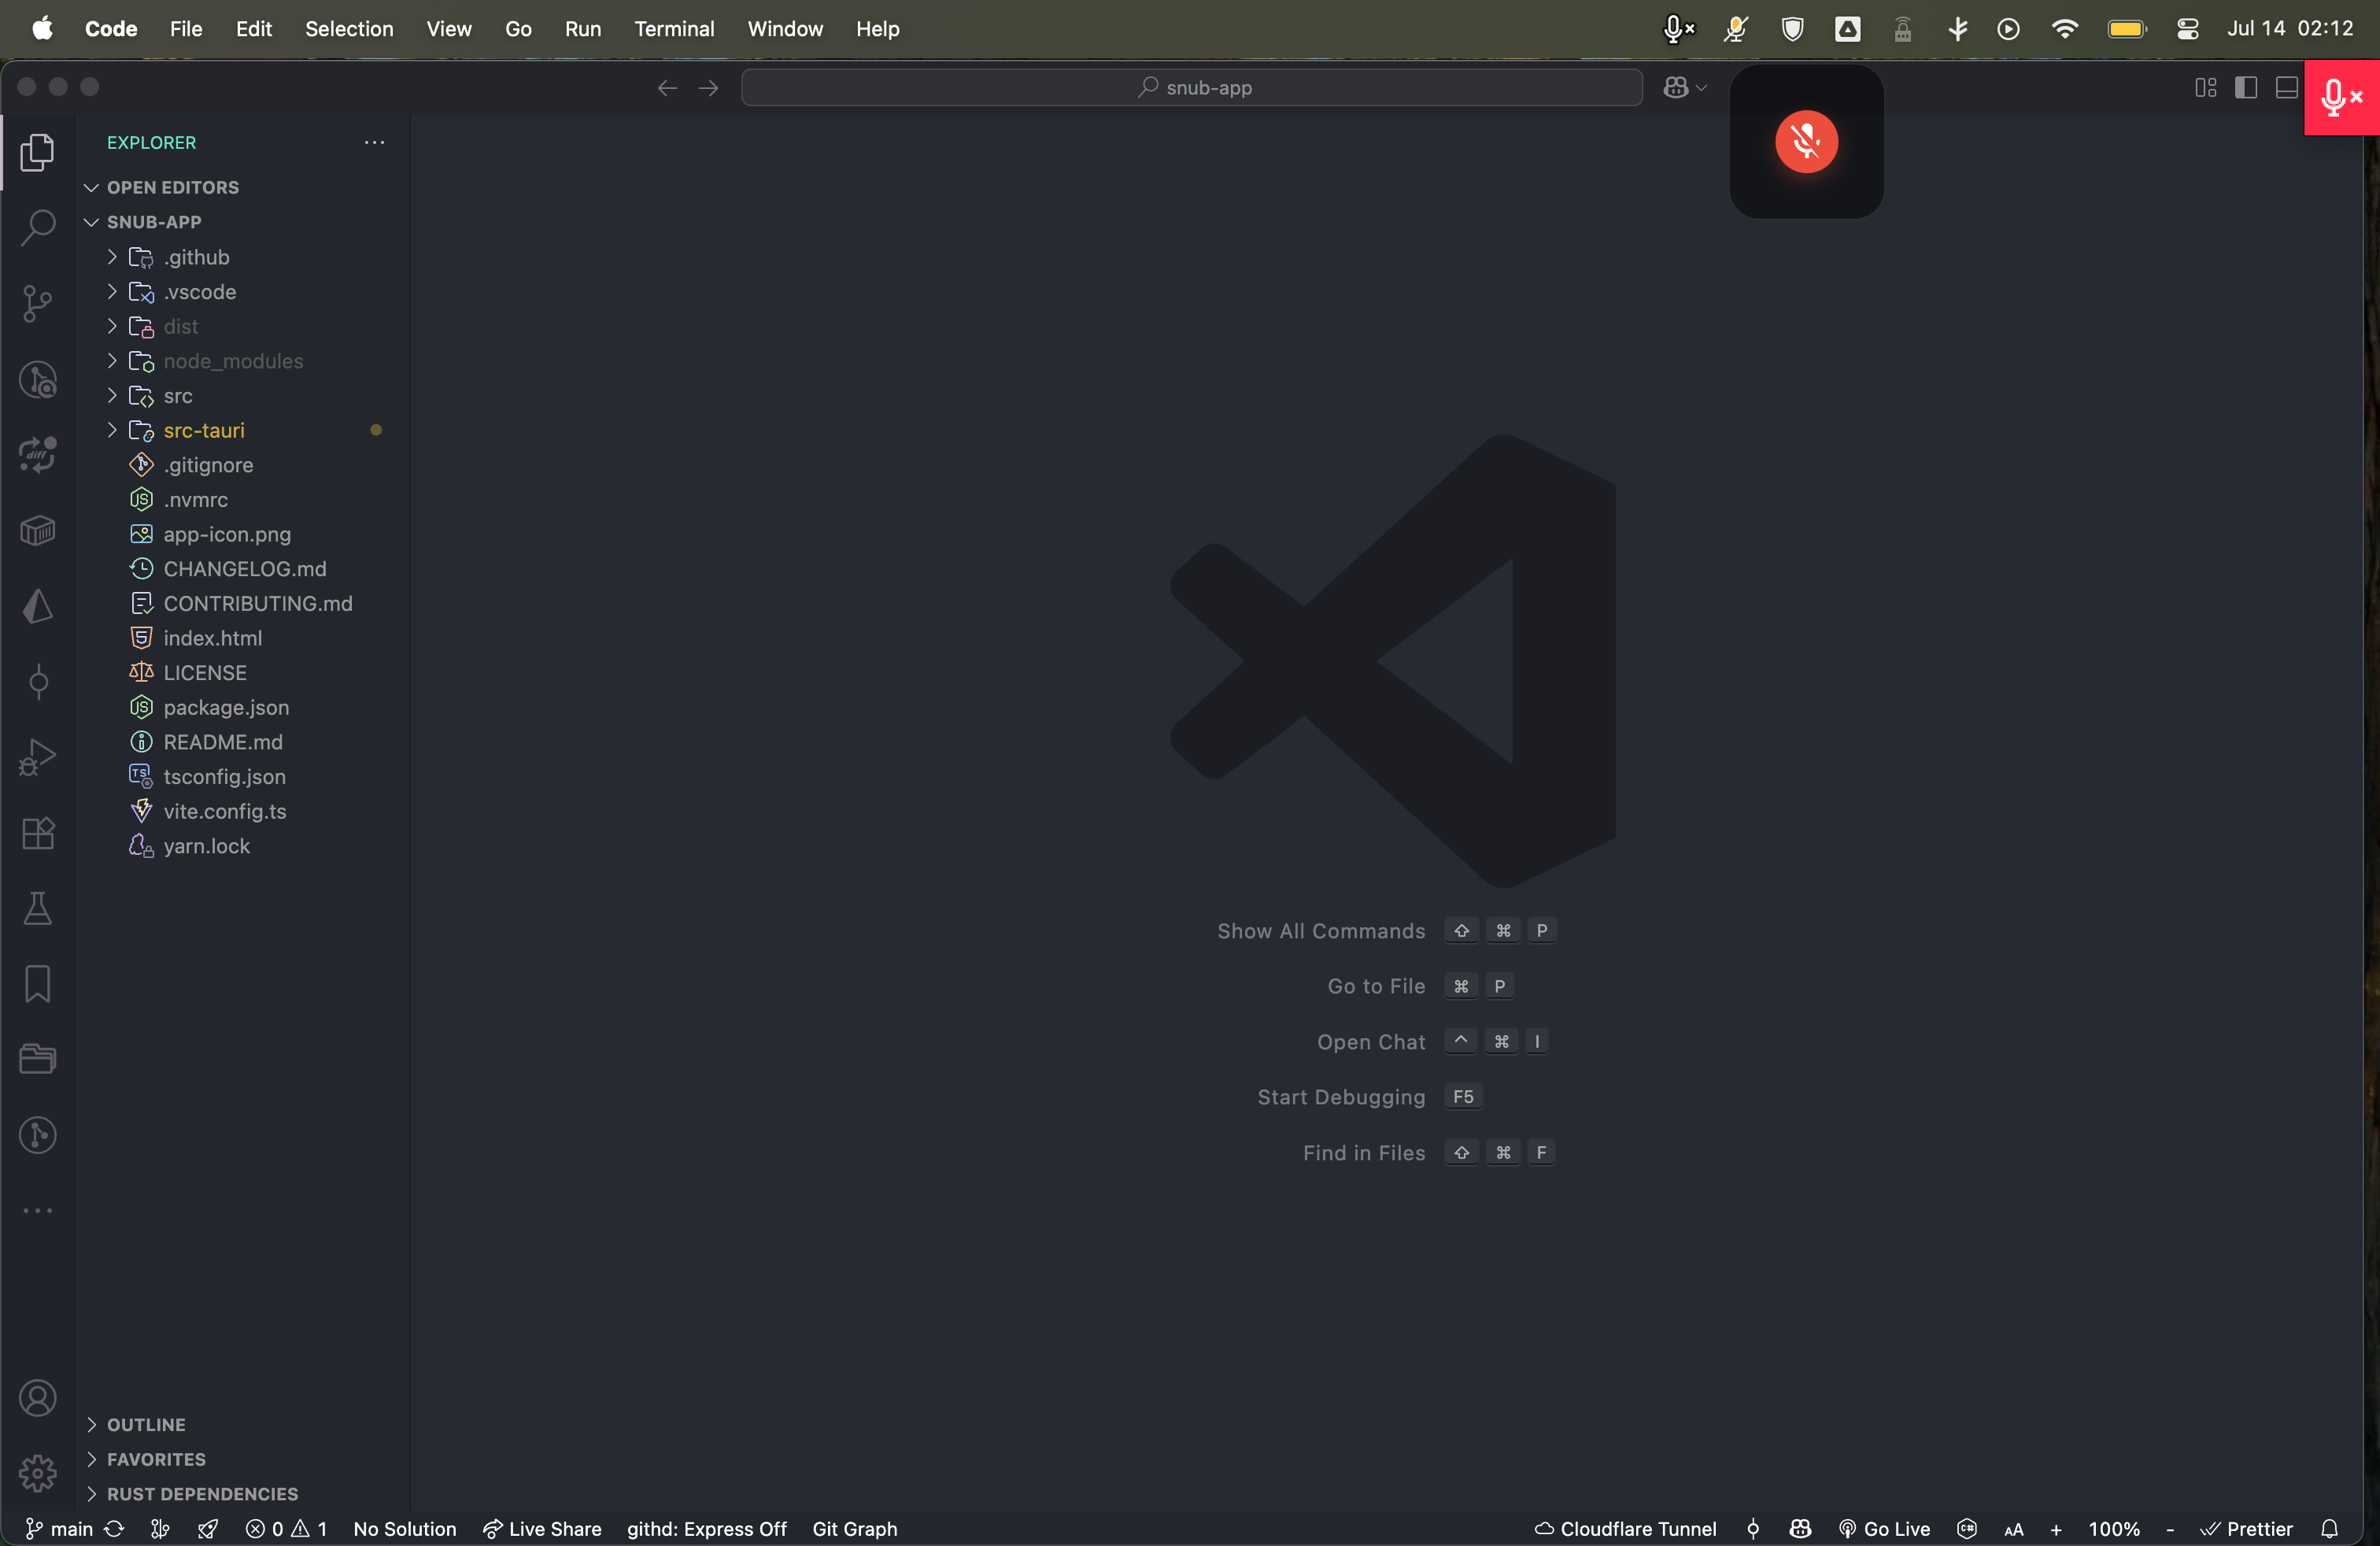 Code File Edit Selection View Go Run Terminal Window Help Jul 14 02:12
snub-app
EXPLORER
OPEN EDITORS
SNUB-APP
.github
.vscode
dist
node_modules
src
src-tauri
.gitignore
.nvmrc
app-icon.png
CHANGELOG.md
CONTRIBUTING.md
index.html
LICENSE
package.json
README.md
tsconfig.json
vite.config.ts
yarn.lock
Show All Commands ⇧ ⌘ P
Go to File ⌘ P
Open Chat ^ ⌘ I
Start Debugging F5
Find in Files ⇧ ⌘ F
OUTLINE
FAVORITES
RUST DEPENDENCIES
main 0 1 No Solution Live Share githd: Express Off Git Graph Cloudflare Tunnel Go Live AA + 100% - Prettier